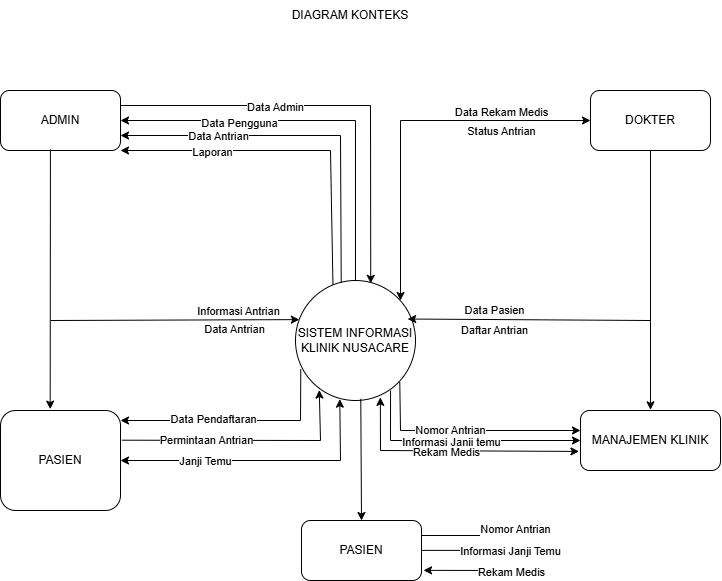 DIAGRAM KONTEKS
ADMIN
Data Admin
Data Pengguna
Data Antrian
Laporan
Data Rekam Medis
Status Antrian
DOKTER
Informasi Antrian
Data Antrian
SISTEM INFORMASI
KLINIK NUSACARE
Data Pasien
Daftar Antrian
PASIEN
Data Pendaftaran
Permintaan Antrian
Janji Temu
Nomor Antrian
Informasi Janii temu
Rekam Medis
MANAJEMEN KLINIK
PASIEN
Nomor Antrian
Informasi Janji Temu
Rekam Medis